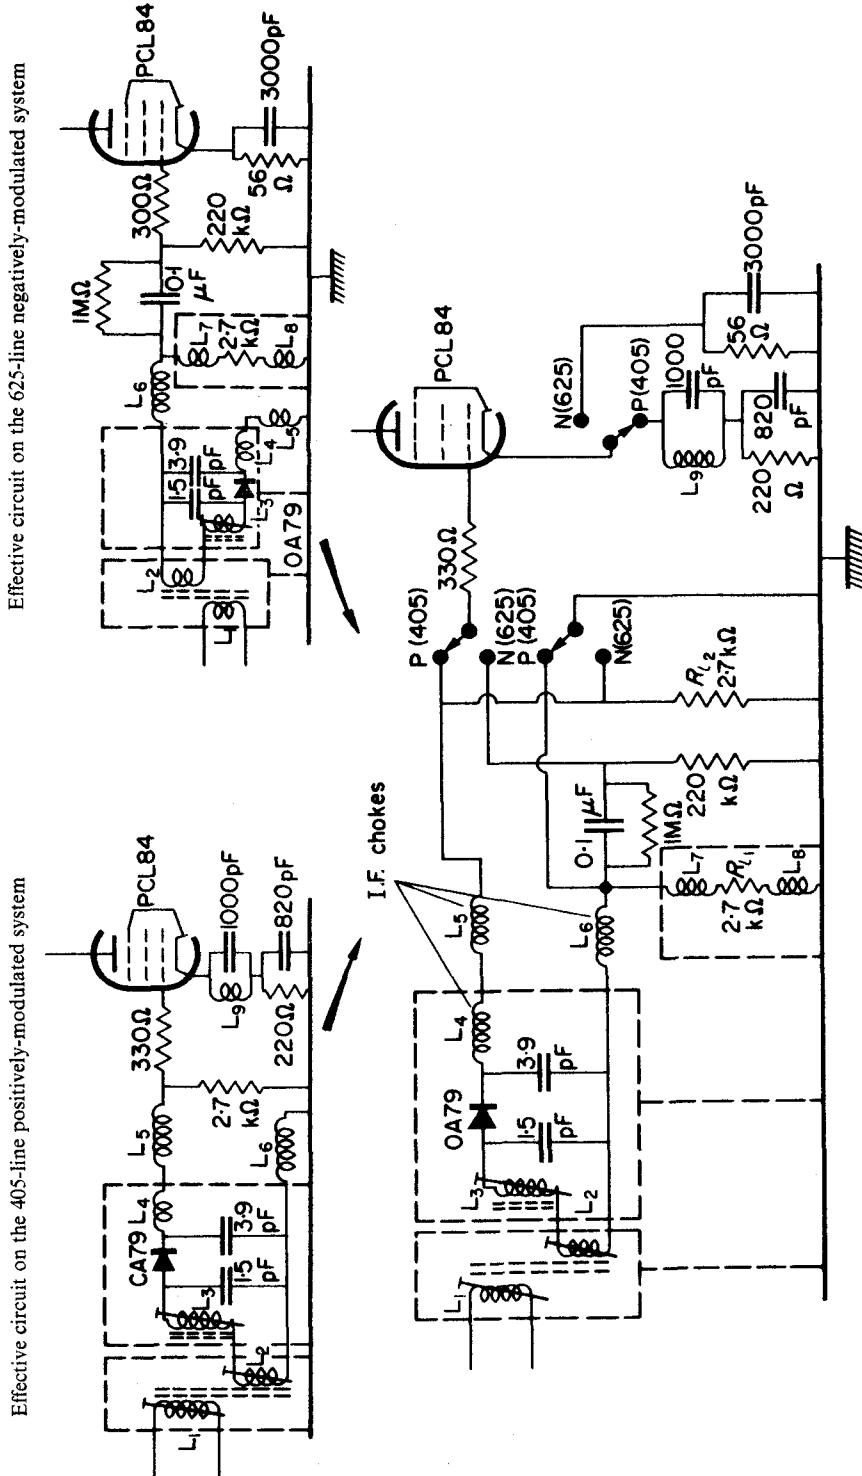 Effective circuit on the 405-line positively-modulated system
PCL84
330Ω
L5
L4
CA79
L3
L2
L1
1·5
pF
3·9
pF
L6
2·7
kΩ
L9
1000pF
220Ω
820pF
Effective circuit on the 625-line negatively-modulated system
PCL84
300Ω
1MΩ
0·1
μF
220
kΩ
56
Ω
3000pF
L6
L7
2·7
kΩ
L8
1·5
pF
3·9
pF
L4
L5
L3
L2
L1
OA79
I.F. chokes
PCL84
330Ω
P (405)
N(625)
P(405)
N(625)
N(625)
P(405)
L5
L4
OA79
L3
L2
L1
1·5
pF
3·9
pF
L6
0·1
μF
1MΩ
L7
2·7
kΩ
RL1
L8
220
kΩ
RL2
2·7kΩ
L9
1000
pF
220
Ω
820
pF
56
Ω
3000pF